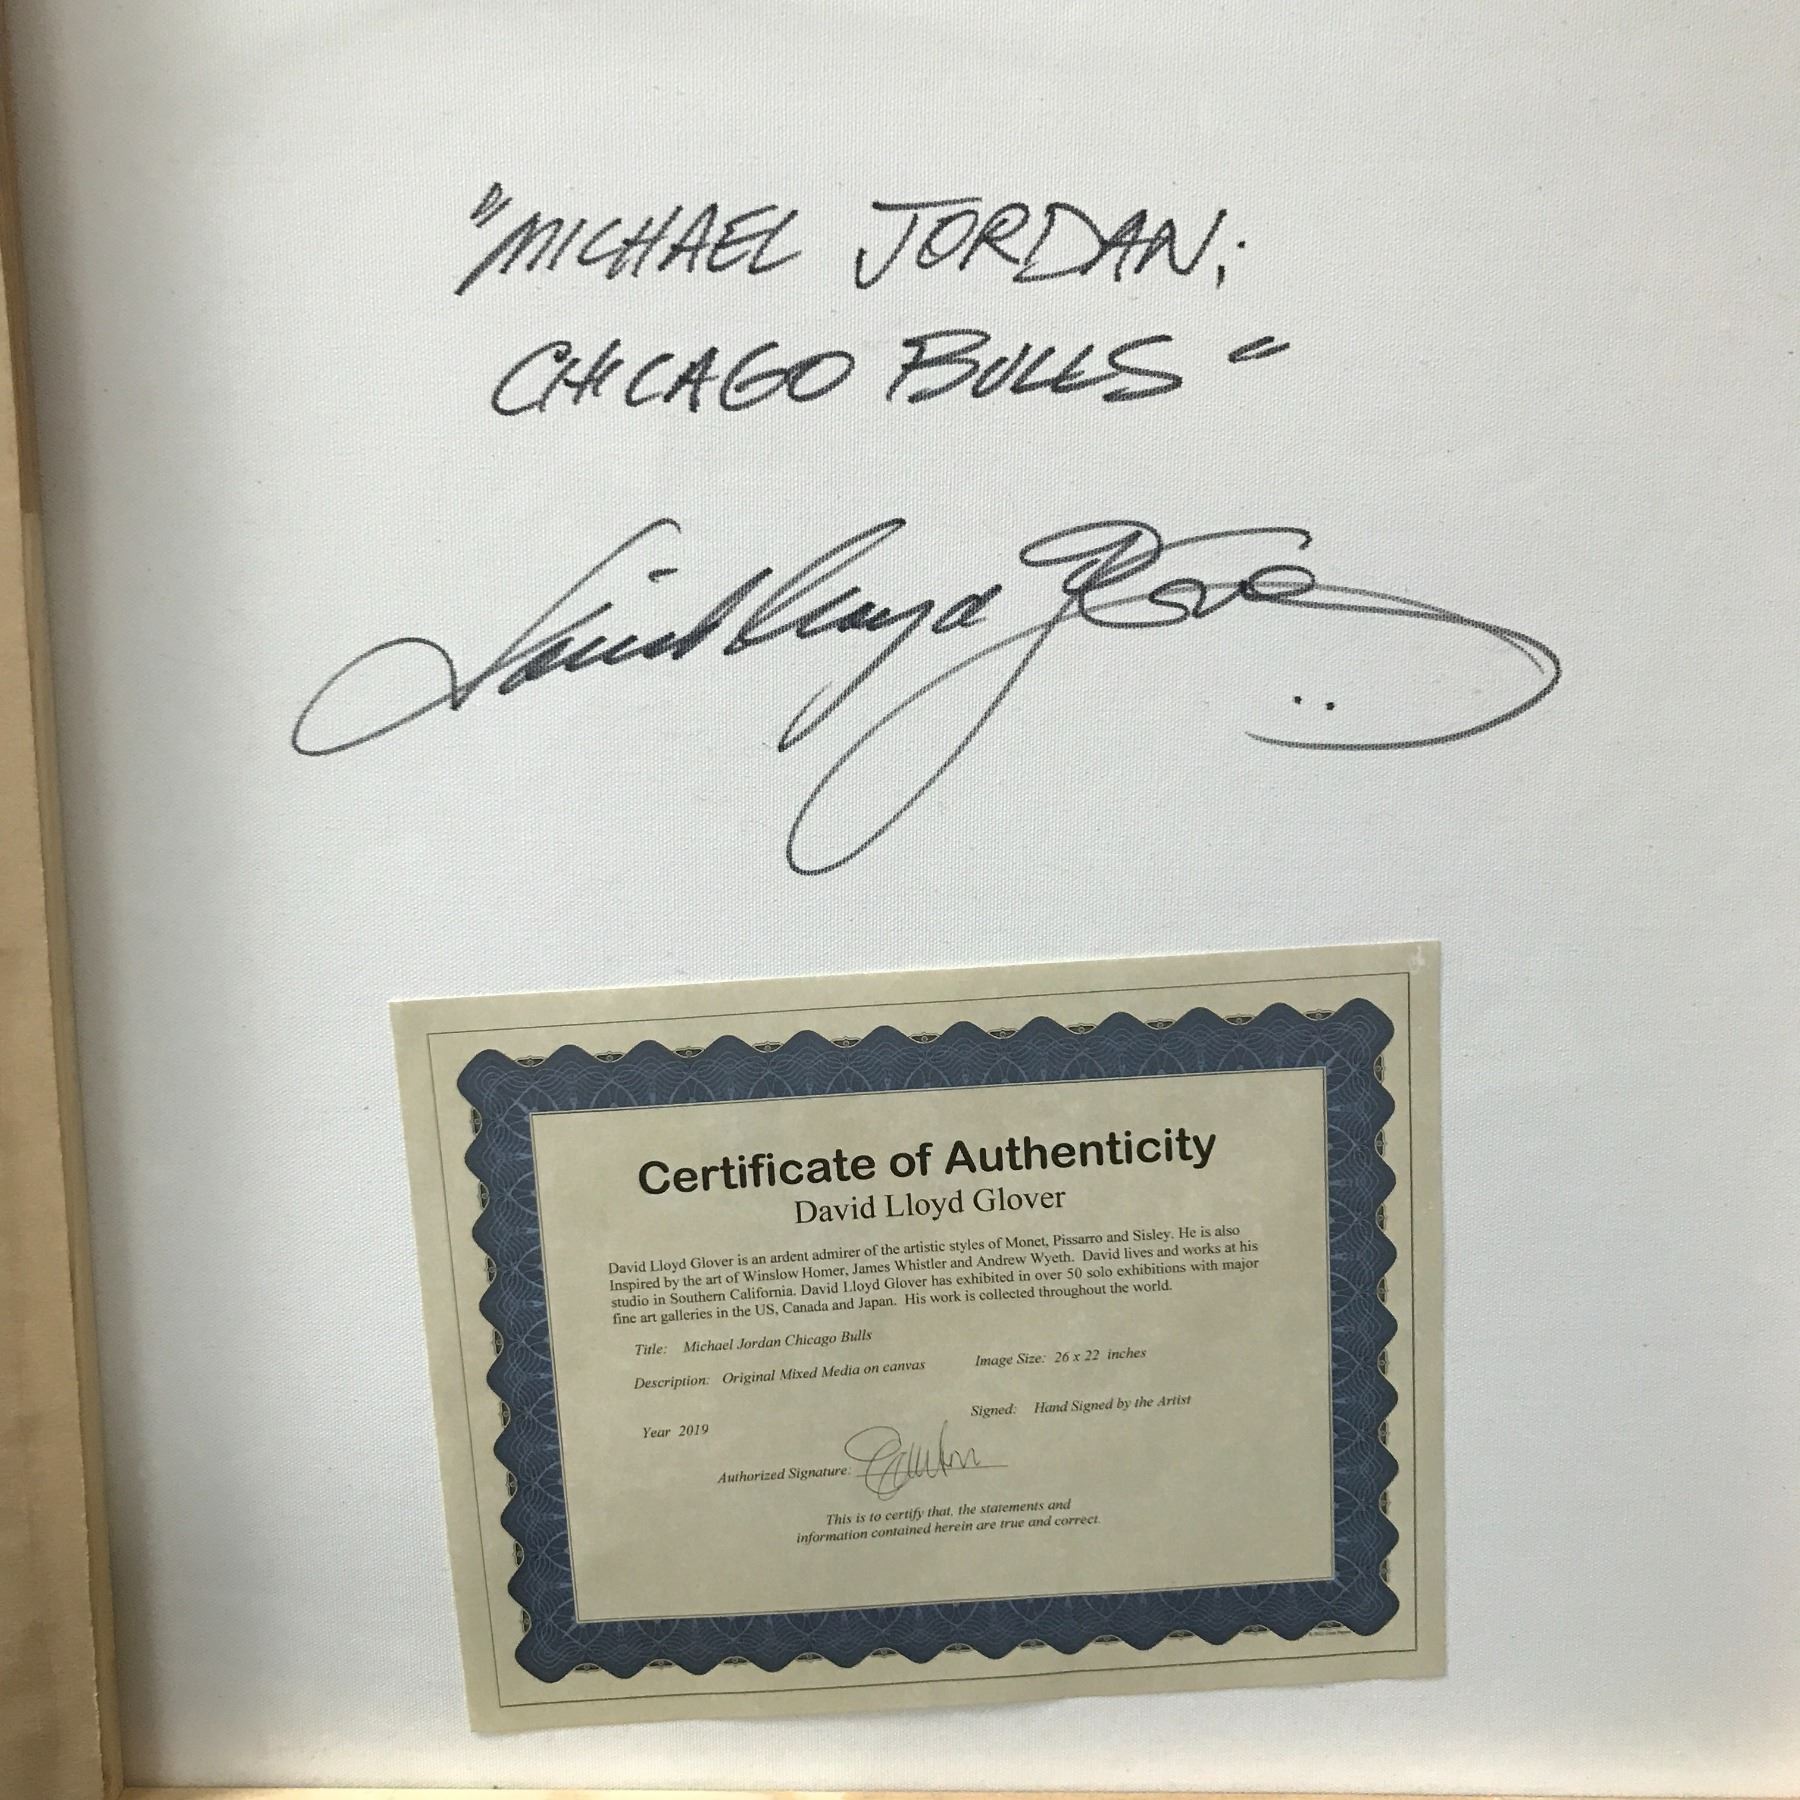 "MICHAEL JORDAN;
CHICAGO BULLS"
David Lloyd Glover
Certificate of Authenticity
David Lloyd Glover
David Lloyd Glover is an ardent admirer of the artistic styles of Monet, Pissarro and Sisley. He is also
Inspired by the art of Winslow Homer, James Whistler and Andrew Wyeth. David lives and works at his
studio in Southern California. David Lloyd Glover has exhibited in over 50 solo exhibitions with major
fine art galleries in the US, Canada and Japan. His work is collected throughout the world.
Title: Michael Jordan Chicago Bulls
Description: Original Mixed Media on canvas Image Size: 26 x 22 inches
Year 2019 Signed: Hand Signed by the Artist
Authorized Signature:
This is to certify that, the statements and
information contained herein are true and correct.